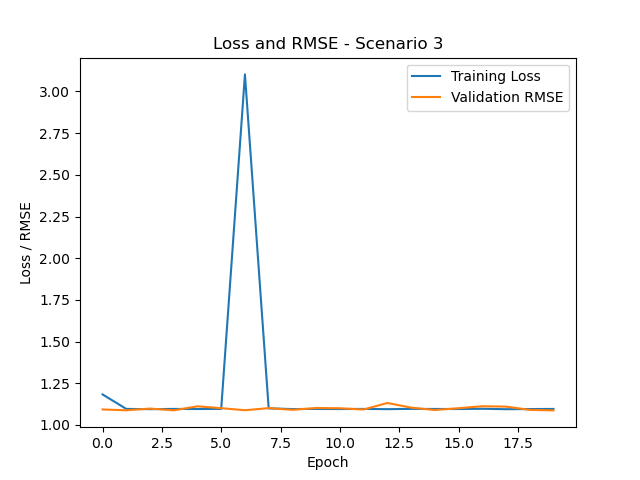 Loss and RMSE - Scenario 3
Training Loss
Validation RMSE
3.00
2.75
2.50
2.25
2.00
1.75
1.50
1.25
1.00
Loss / RMSE
0.0 2.5 5.0 7.5 10.0 12.5 15.0 17.5
Epoch